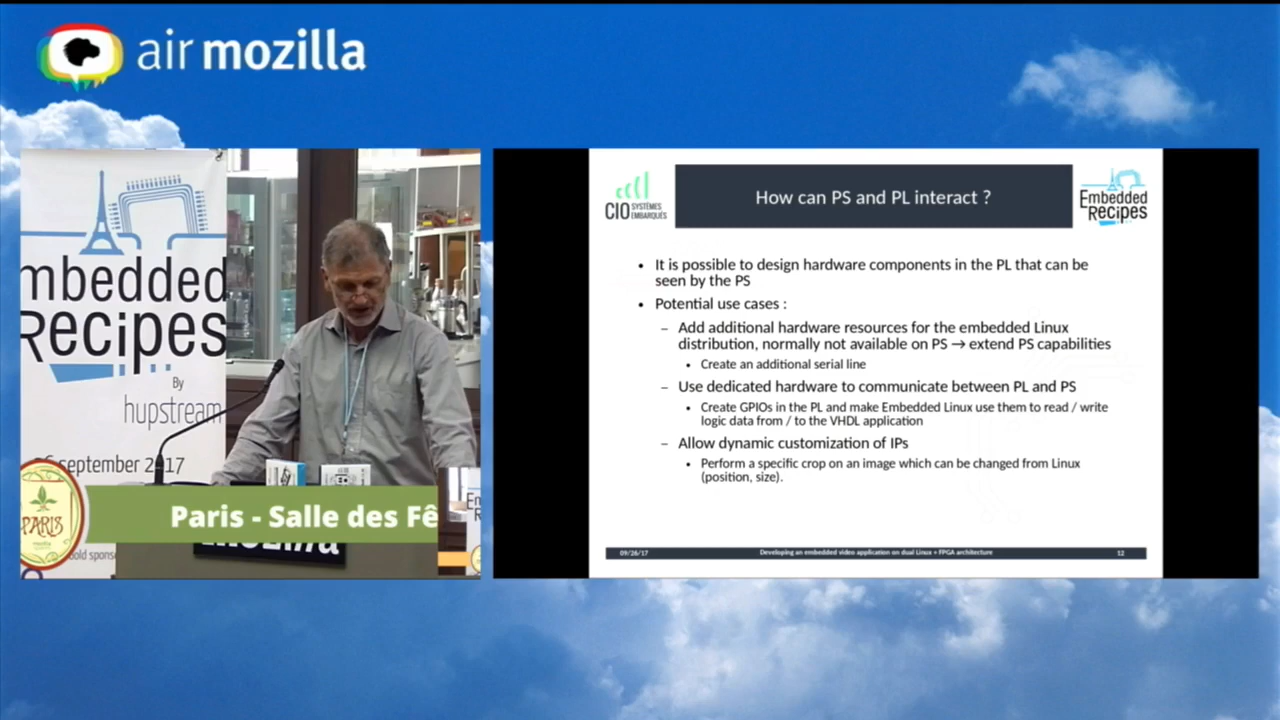 air mozilla
mbedded
Recipes
By
hupstream
september 2017
PARIS
Paris - Salle des Fê
mozilla
old spons
CIO SYSTÈMES
EMBARQUÉS
How can PS and PL interact ?
Embedded
Recipes
• It is possible to design hardware components in the PL that can be
seen by the PS
• Potential use cases :
– Add additional hardware resources for the embedded Linux
distribution, normally not available on PS → extend PS capabilities
• Create an additional serial line
– Use dedicated hardware to communicate between PL and PS
• Create GPIOs in the PL and make Embedded Linux use them to read / write
logic data from / to the VHDL application
– Allow dynamic customization of IPs
• Perform a specific crop on an image which can be changed from Linux
(position, size).
09/26/17 Developing an embedded video application on dual Linux + FPGA architecture 12